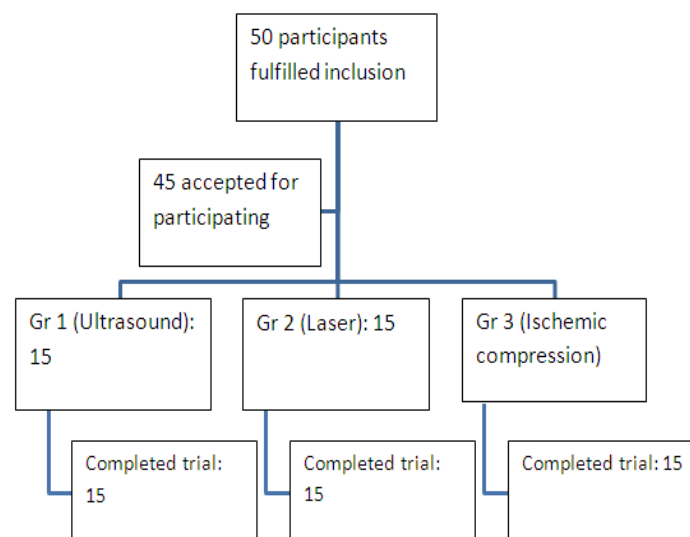 50 participants
fulfilled inclusion
45 accepted for
participating
Gr 1 (Ultrasound):
15
Gr 2 (Laser): 15
Gr 3 (Ischemic
compression)
Completed trial:
15
Completed trial:
15
Completed trial: 15